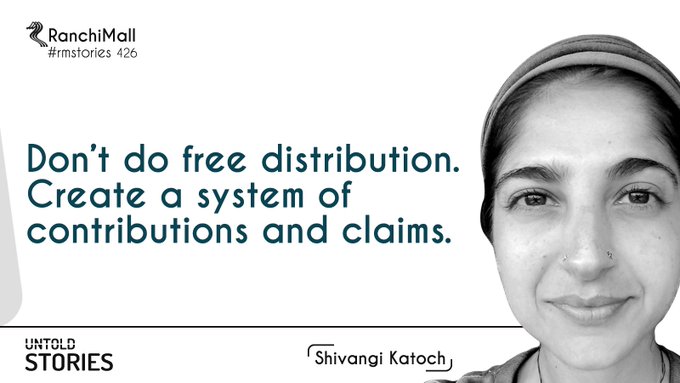 RanchiMall
#rmstories 426
Don't do free distribution.
Create a system of
contributions and claims.
UNTOLD
STORIES
Shivangi Katoch